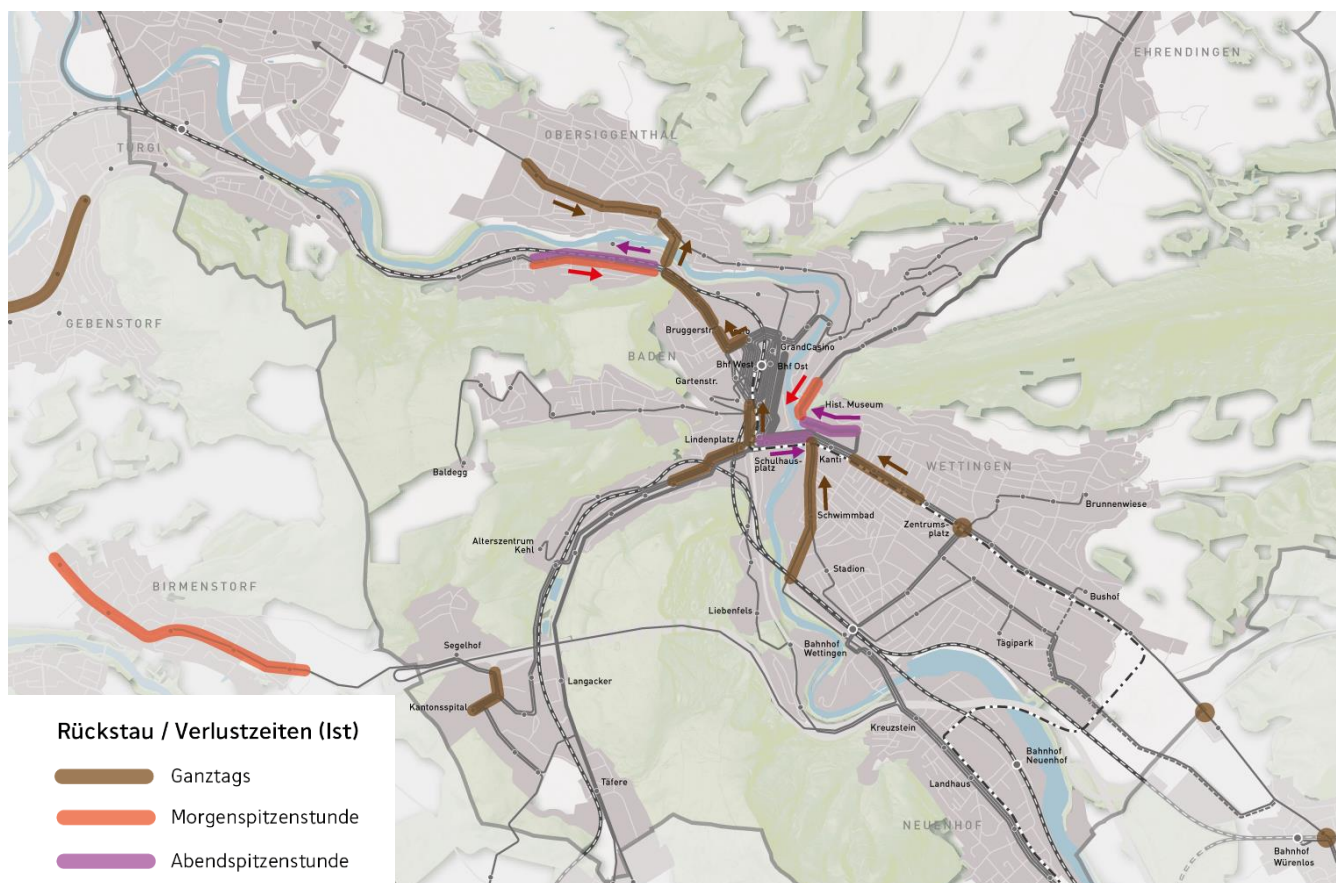 EHRENDINGEN
OBERSIGGENTHAL
TURGI
GEBENSTORF
Bruggerstr.
GrandCasino
BADEN
Bhf West
Bhf Ost
Gartenstr.
Hist. Museum
Lindenplatz
Schulhaus-
platz
Kanti
WETTINGEN
Baldegg
Brunnenwiese
Schwimmbad
Zentrums-
platz
Alterszentrum
Kehl
Stadion
BIRMENSTORF
Liebenfels
Bushof
Tägipark
Segelhof
Bahnhof
Wettingen
Langacker
Kantonsspital
Kreuzstein
Bahnhof
Neuenhof
Täfere
Landhaus
NEUENHOF
Bahnhof
Würenlos
Rückstau / Verlustzeiten (Ist)
Ganztags
Morgenspitzenstunde
Abendspitzenstunde